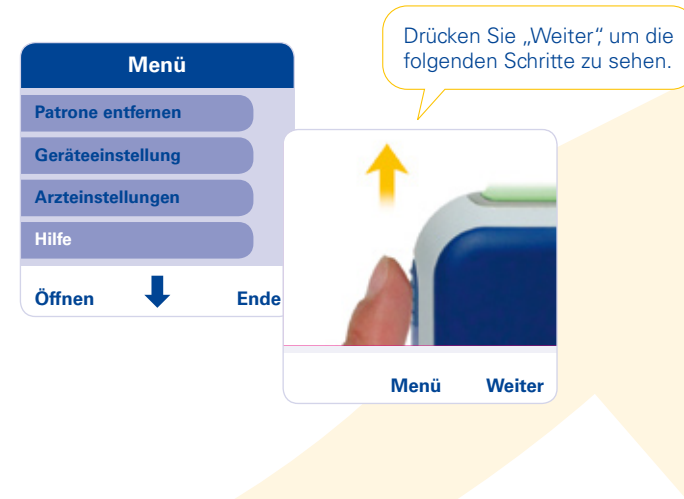 Drücken Sie „Weiter“, um die
folgenden Schritte zu sehen.
Menü
Patrone entfernen
Geräteeinstellung
Arzteinstellungen
Hilfe
Öffnen Ende
Menü Weiter